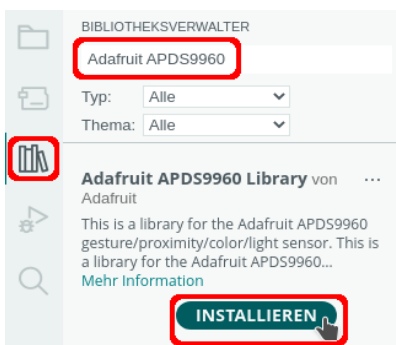 BIBLIOTHEKSVERWALTER
Adafruit APDS9960
Typ: Alle
Thema: Alle
Adafruit APDS9960 Library von ...
Adafruit
This is a library for the Adafruit APDS9960
gesture/proximity/color/light sensor. This is
a library for the Adafruit APDS9960...
Mehr Information
INSTALLIEREN